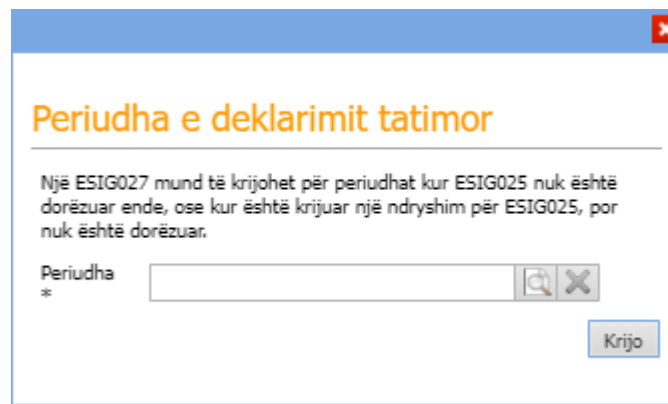 Periudha e deklarimit tatimor
Një ESIG027 mund të krijohet për periudhat kur ESIG025 nuk është
dorëzuar ende, ose kur është krijuar një ndryshim për ESIG025, por
nuk është dorëzuar.
Periudha
*
Krijo